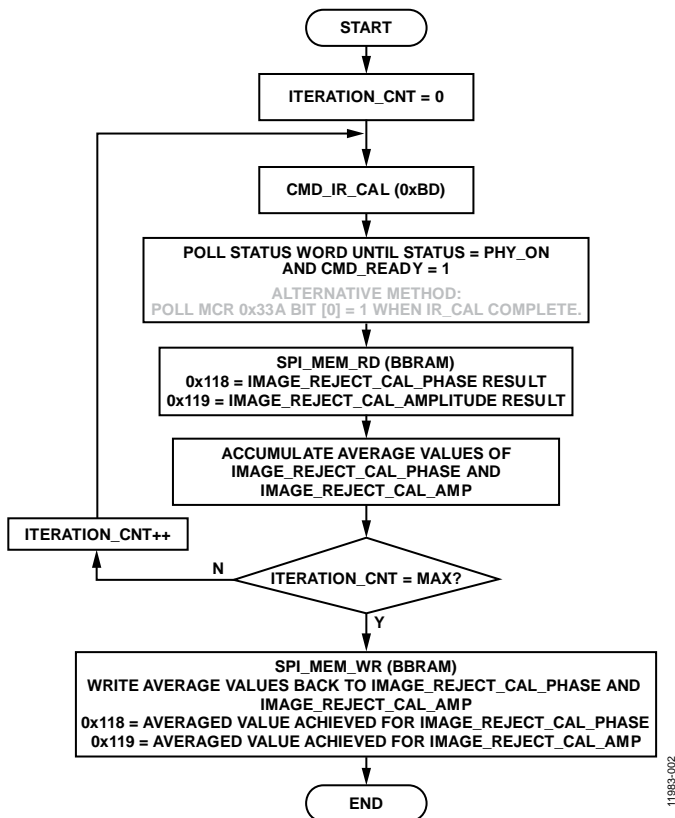 START
ITERATION_CNT = 0
CMD_IR_CAL (0xBD)
POLL STATUS WORD UNTIL STATUS = PHY_ON
AND CMD_READY = 1
ALTERNATIVE METHOD:
POLL MCR 0x33A BIT [0] = 1 WHEN IR_CAL COMPLETE.
SPI_MEM_RD (BBRAM)
0x118 = IMAGE_REJECT_CAL_PHASE RESULT
0x119 = IMAGE_REJECT_CAL_AMPLITUDE RESULT
ACCUMULATE AVERAGE VALUES OF
IMAGE_REJECT_CAL_PHASE AND
IMAGE_REJECT_CAL_AMP
ITERATION_CNT++
N
ITERATION_CNT = MAX?
Y
SPI_MEM_WR (BBRAM)
WRITE AVERAGE VALUES BACK TO IMAGE_REJECT_CAL_PHASE AND
IMAGE_REJECT_CAL_AMP
0x118 = AVERAGED VALUE ACHIEVED FOR IMAGE_REJECT_CAL_PHASE
0x119 = AVERAGED VALUE ACHIEVED FOR IMAGE_REJECT_CAL_AMP
END
11983-002